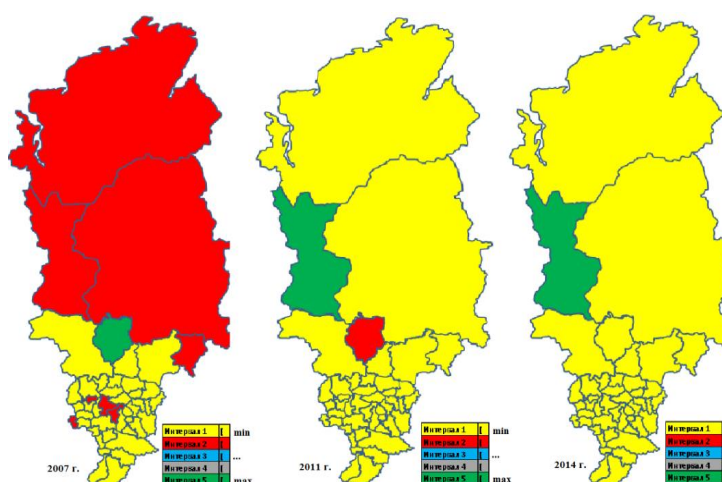 Интервал 1 [ min
Интервал 2 [
Интервал 3 [ ...
Интервал 4 [
Интервал 5 [ max
2007 г.
Интервал 1 [ min
Интервал 2 [
Интервал 3 [ ...
Интервал 4 [
Интервал 5 [ max
2011 г.
Интервал 1
Интервал 2
Интервал 3
Интервал 4
Интервал 5
2014 г.